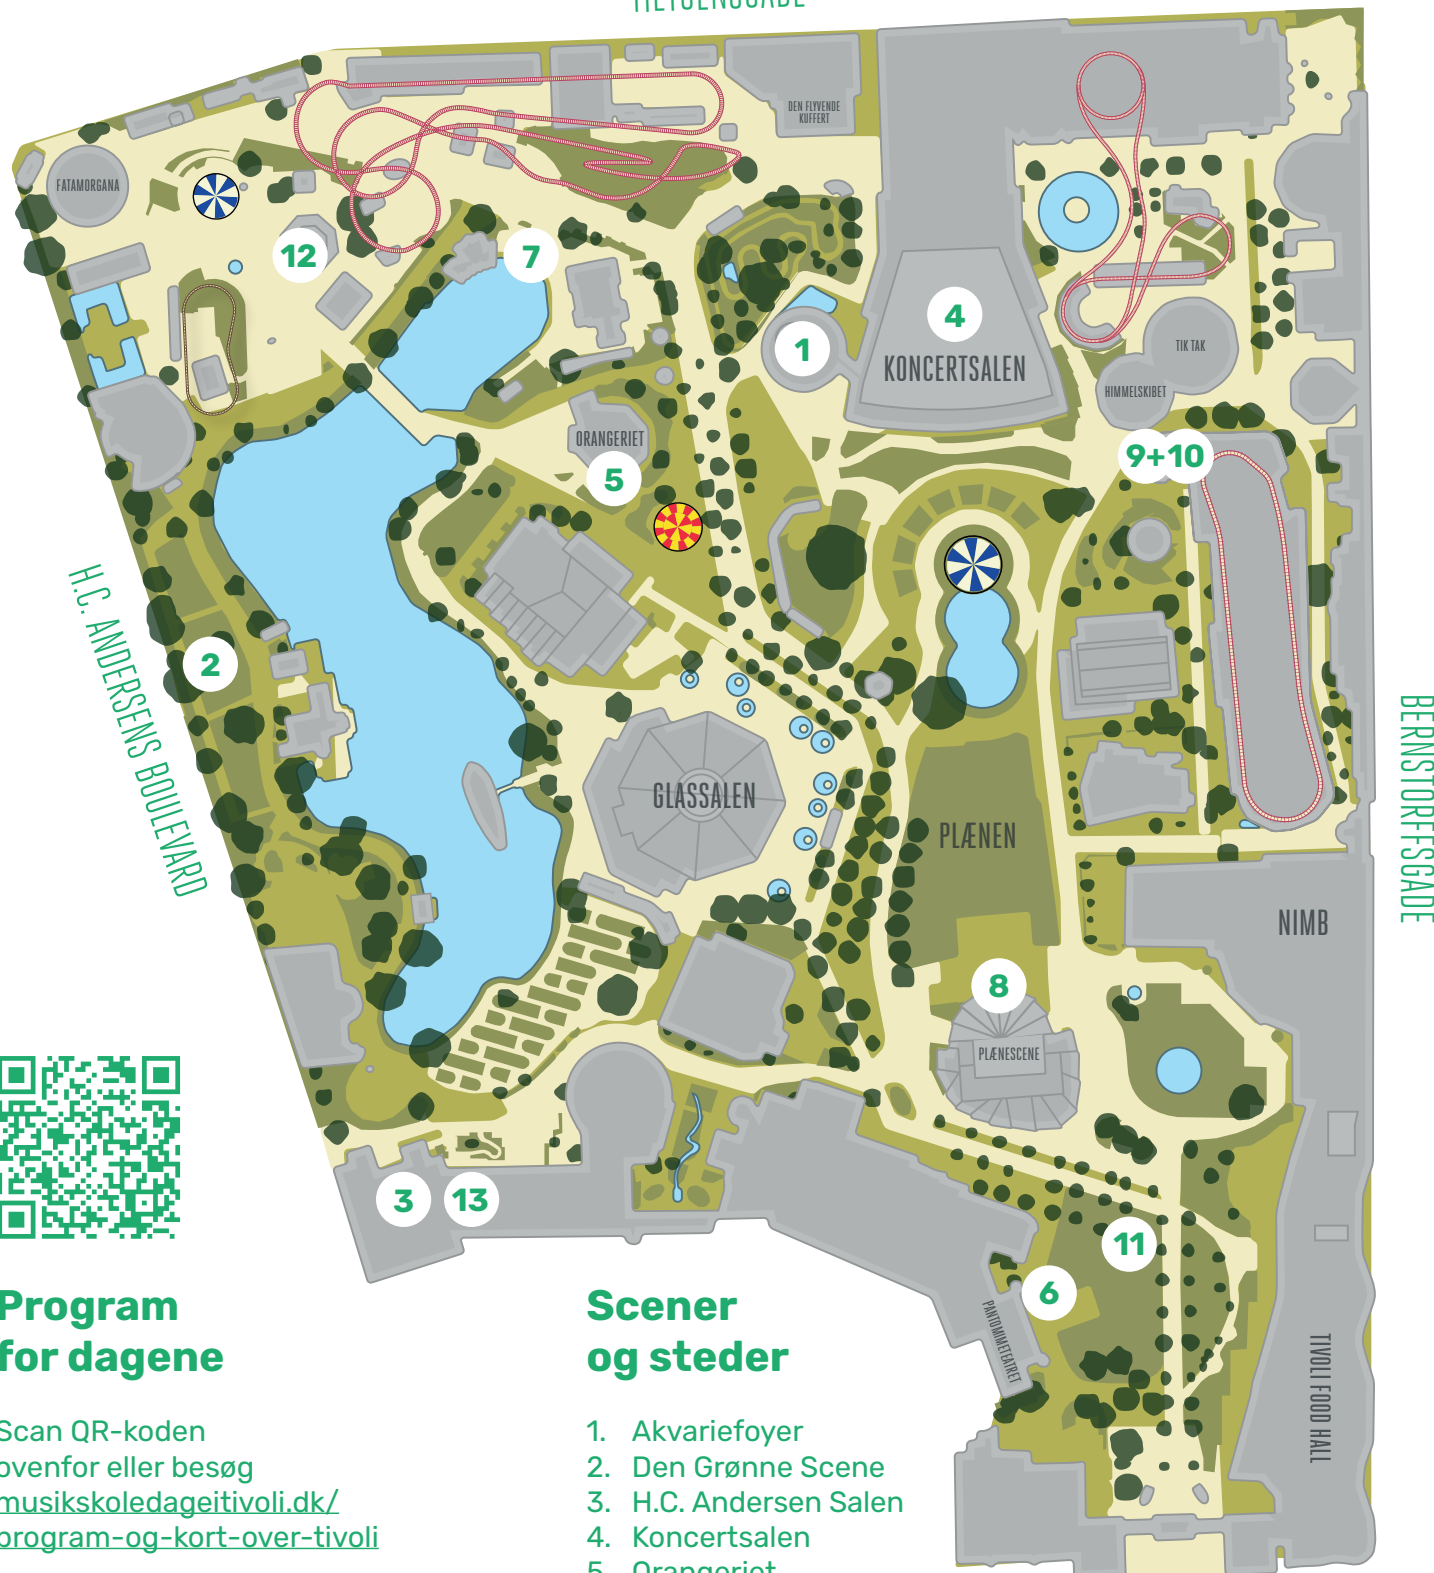 TIETGENSGADE
DEN FLYVENDE
KUFFERT
FATAMORGANA
12
7
4
KONCERTSALEN
1
TIK TAK
HIMMELSKIBET
ORANGERIET
5
9+10
H.C. ANDERSENS BOULEVARD
2
GLASSALEN
PLÆNEN
BERNSTORFFSGADE
NIMB
8
PLÆNESCENE
3
13
11
6
PANTOMIMETEATRET
TIVOLI FOOD HALL
Program
for dagene
Scan QR-koden
ovenfor eller besøg
musikskoledageitivoli.dk/
program-og-kort-over-tivoli
Scener
og steder
1. Akvariefoyer
2. Den Grønne Scene
3. H.C. Andersen Salen
4. Koncertsalen
5. Orangeriet